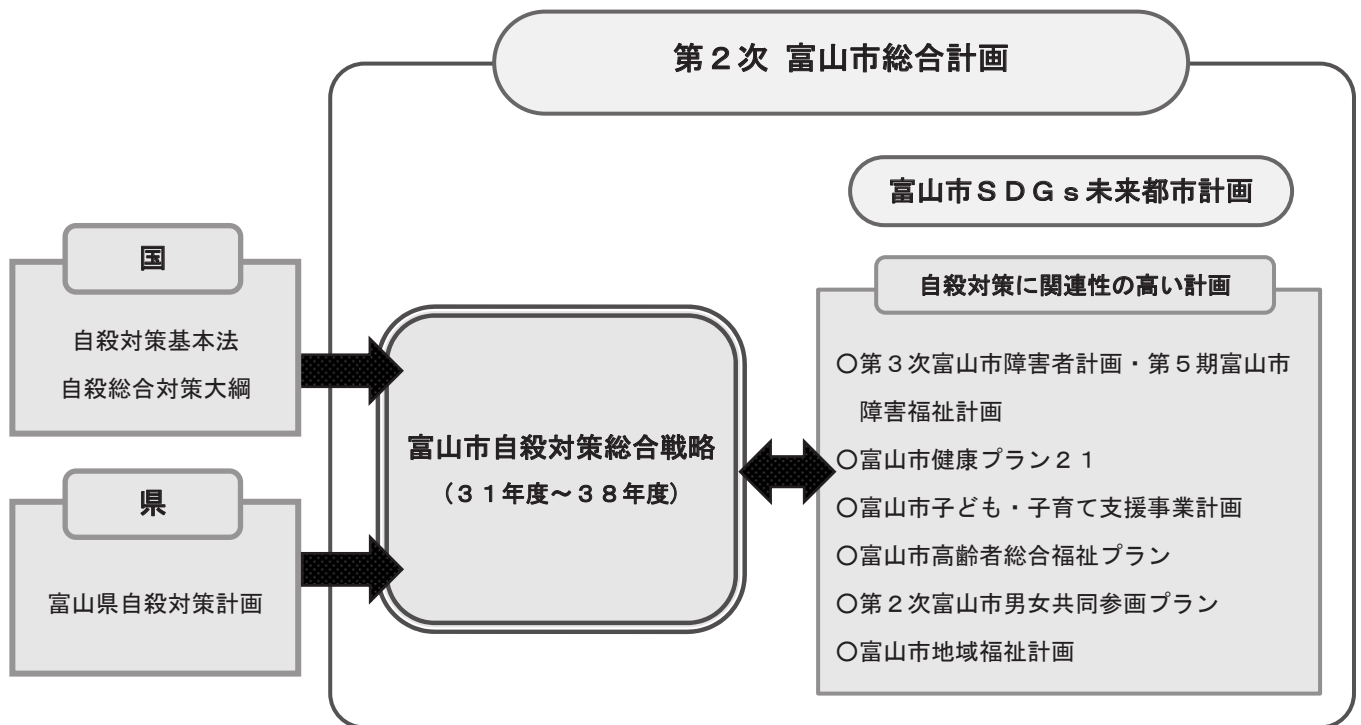 第２次 富山市総合計画
富山市ＳＤＧｓ未来都市計画
国
自殺対策基本法
自殺総合対策大綱
県
富山県自殺対策計画
富山市自殺対策総合戦略
（３１年度～３８年度）
自殺対策に関連性の高い計画
○第３次富山市障害者計画・第５期富山市
障害福祉計画
○富山市健康プラン２１
○富山市子ども・子育て支援事業計画
○富山市高齢者総合福祉プラン
○第２次富山市男女共同参画プラン
○富山市地域福祉計画